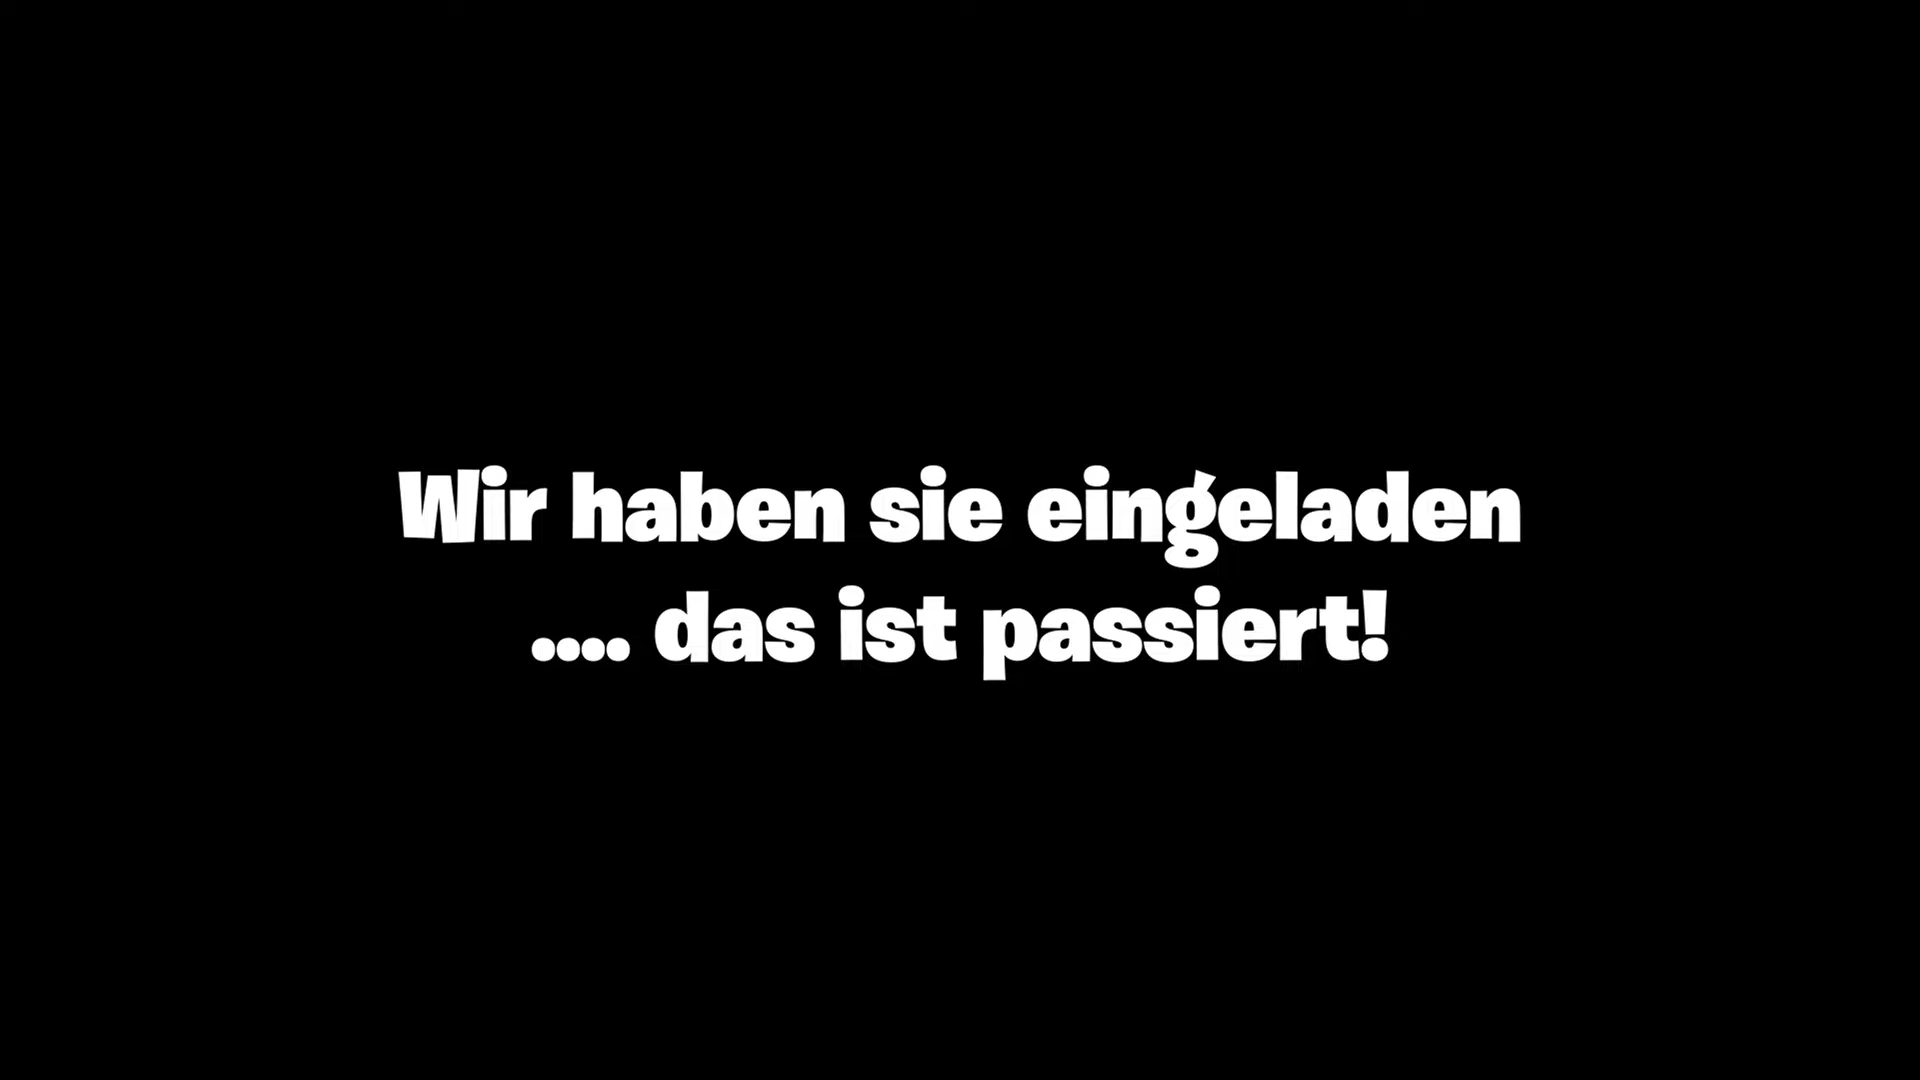 Wir haben sie eingeladen
.... das ist passiert!